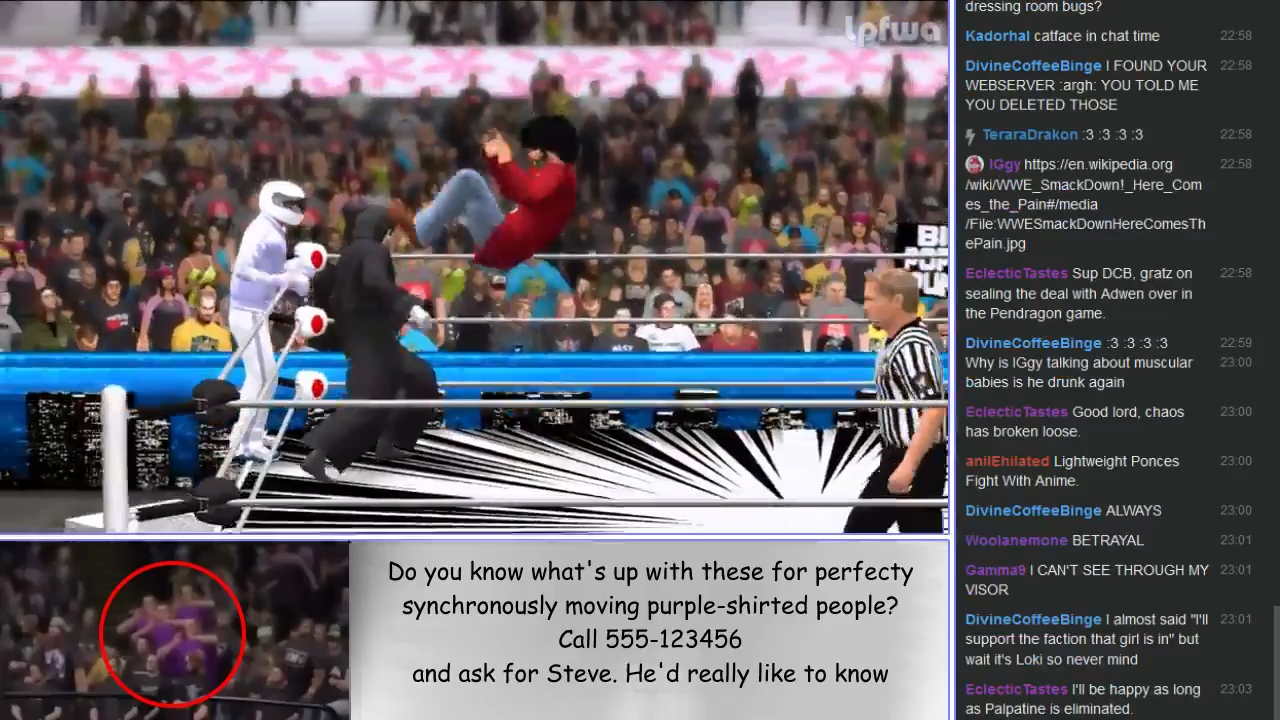 lpfwa
BI
Do you know what's up with these for perfecty
synchronously moving purple-shirted people?
Call 555-123456
and ask for Steve. He'd really like to know
dressing room bugs?
Kadorhal catface in chat time 22:58
DivineCoffeeBinge I FOUND YOUR 22:58
WEBSERVER :argh: YOU TOLD ME
YOU DELETED THOSE
TeraraDrakon :3 :3 :3 :3 22:58
IGgy https://en.wikipedia.org 22:58
/wiki/WWE_SmackDown!_Here_Com
es_the_Pain#/media
/File:WWESmackDownHereComesTh
ePain.jpg
EclecticTastes Sup DCB, gratz on 22:58
sealing the deal with Adwen over in
the Pendragon game.
DivineCoffeeBinge :3 :3 :3 :3 22:59
Why is IGgy talking about muscular 23:00
babies is he drunk again
EclecticTastes Good lord, chaos 23:00
has broken loose.
anilEhilated Lightweight Ponces 23:00
Fight With Anime.
DivineCoffeeBinge ALWAYS 23:00
Woolanemone BETRAYAL 23:01
Gamma9 I CAN'T SEE THROUGH MY 23:01
VISOR
DivineCoffeeBinge I almost said "I'll 23:01
support the faction that girl is in" but
wait it's Loki so never mind
EclecticTastes I'll be happy as long 23:03
as Palpatine is eliminated.